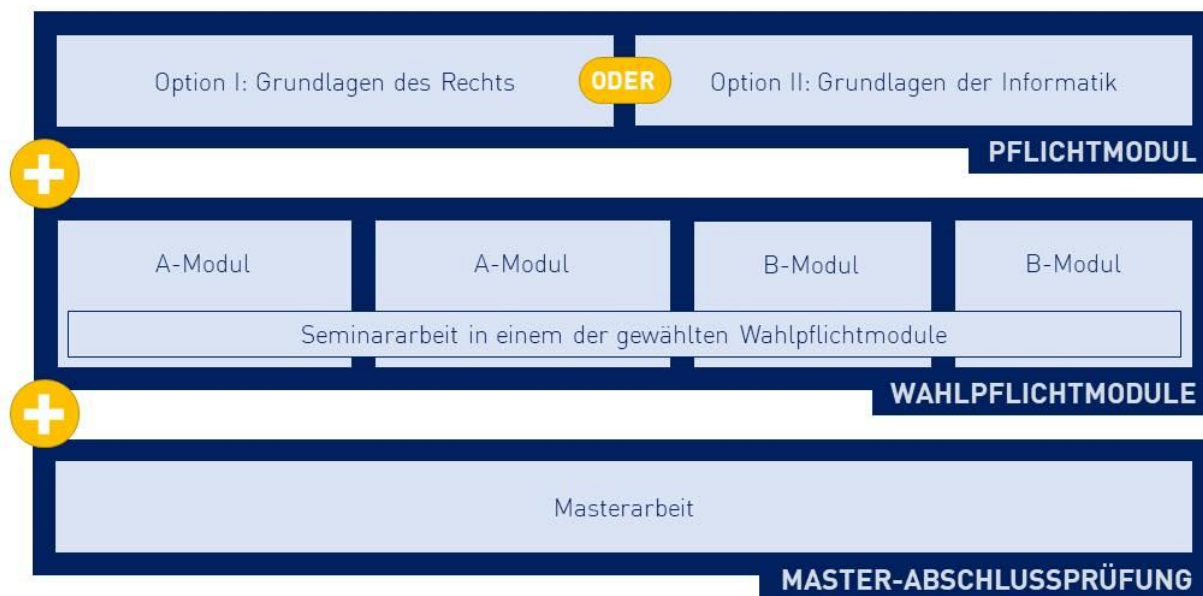 Option I: Grundlagen des Rechts
ODER
Option II: Grundlagen der Informatik
PFLICHTMODUL
A-Modul
A-Modul
B-Modul
B-Modul
Seminararbeit in einem der gewählten Wahlpflichtmodule
WAHLPFLICHTMODULE
Masterarbeit
MASTER-ABSCHLUSSPRÜFUNG